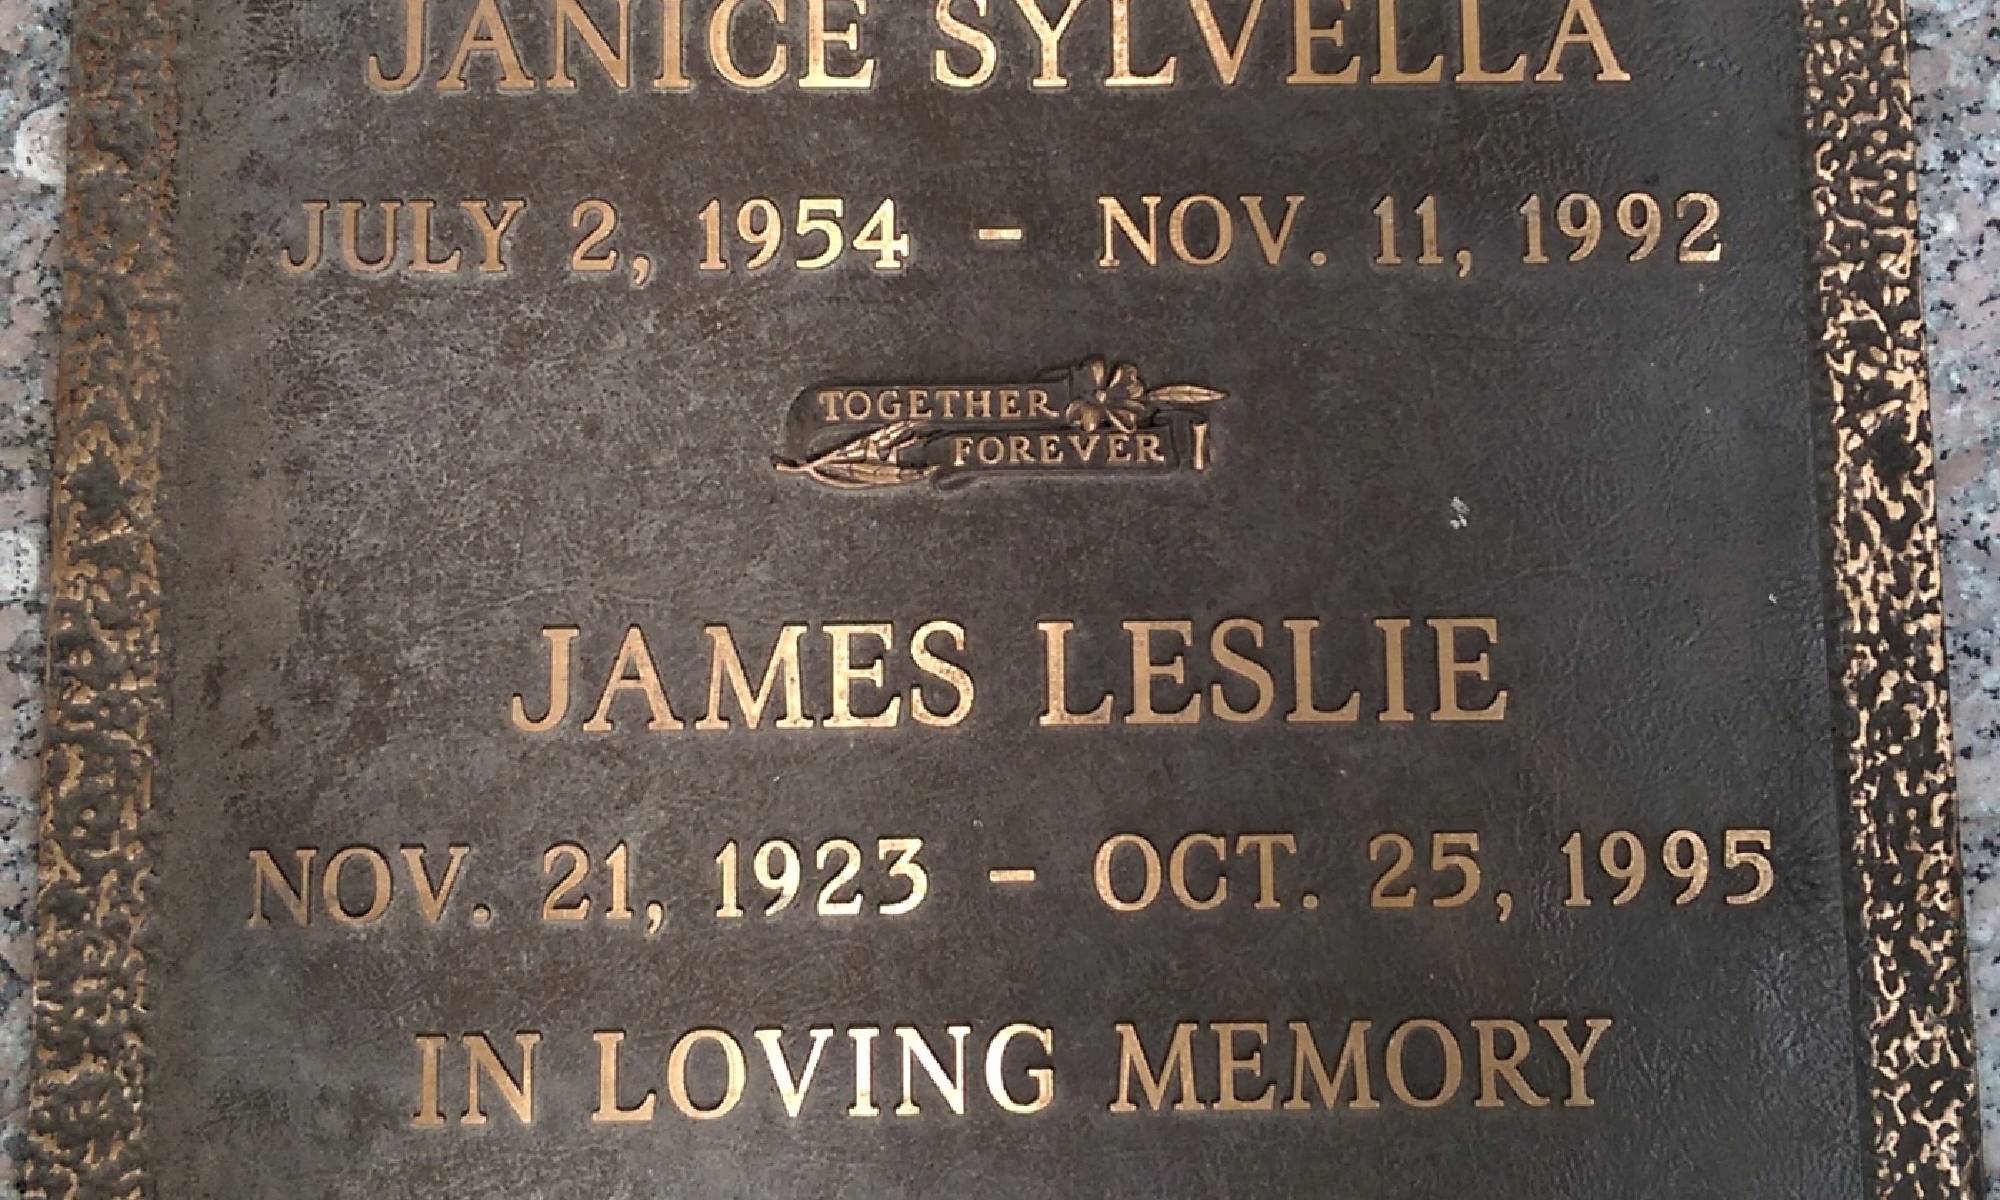 JANICE SYLVELLA
JULY 2, 1954 – NOV. 11, 1992
TOGETHER
FOREVER
JAMES LESLIE
NOV. 21, 1923 – OCT. 25, 1995
IN LOVING MEMORY